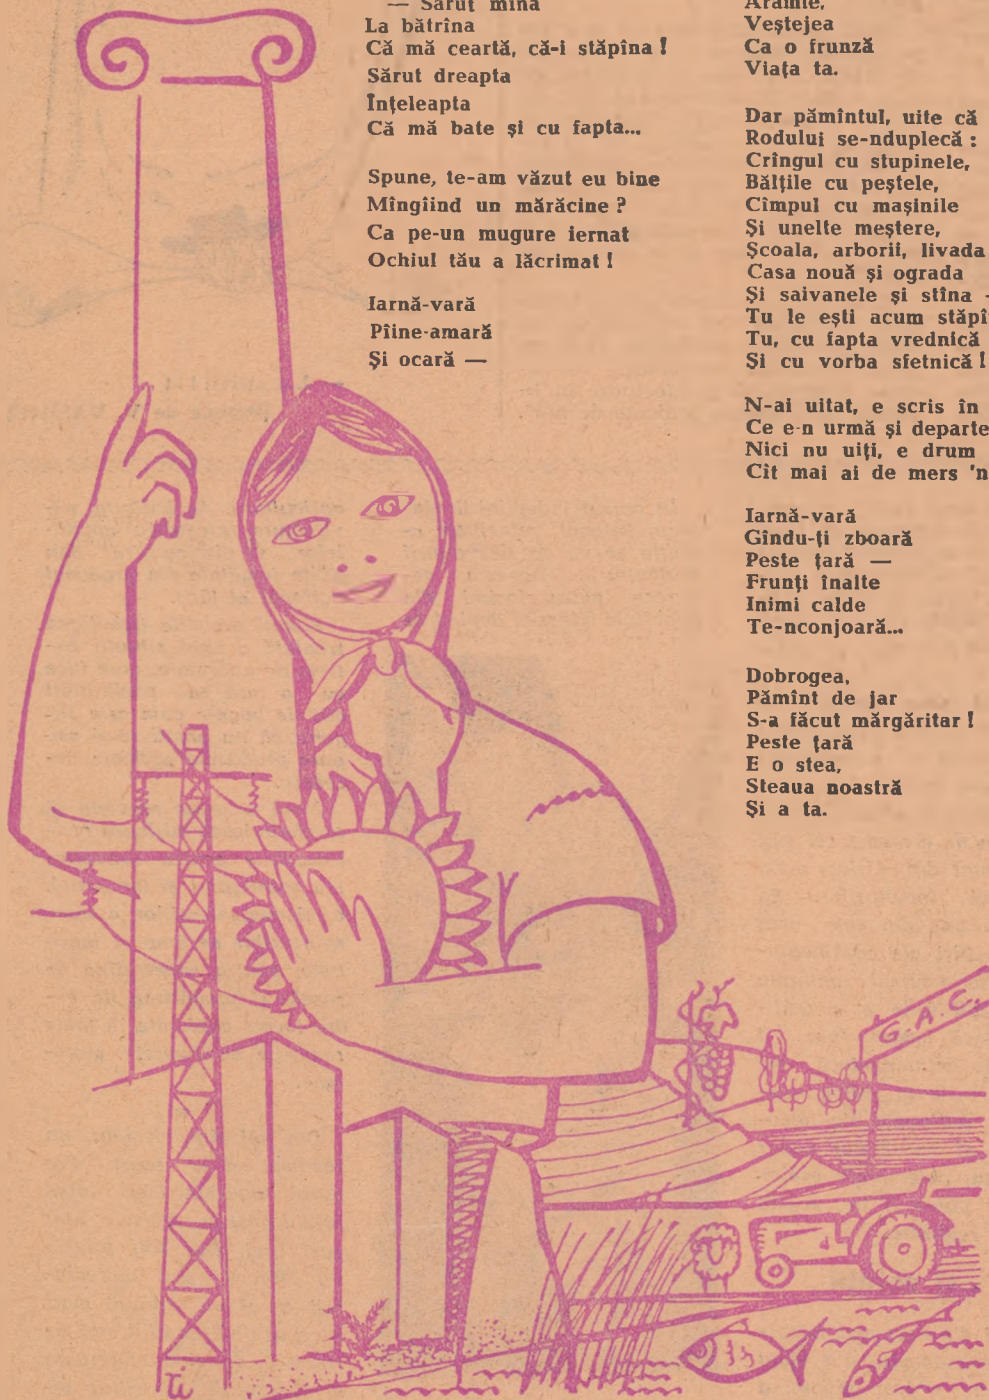 — Sărut mîna
La bătrîna
Că mă ceartă, că-i stăpîna !
Sărut dreapta
Înțeleapta
Că mă bate și cu fapta...
Spune, te-am văzut eu bine
Mîngîind un mărăcine ?
Ca pe-un mugure iernat
Ochiul tău a lăcrimat !
Iarnă-vară
Pîine-amară
Și ocară —
Arămie,
Veștejea
Ca o frunză
Viața ta.
Dar pămîntul, uite că
Rodului se-nduplecă :
Crîngul cu stupinele,
Bălțile cu peștele,
Cîmpul cu mașinile
Și unelte meștere,
Școala, arborii, livada
Casa nouă și ograda
Și saivanele și stîna
Tu le ești acum
Tu, cu fapta vrednică
Și cu vorba sfetnică !
N-ai uitat, e scris în
Ce e-n urmă și departe
Nici nu uiți, e drum
Cît mai ai de mers
Iarnă-vară
Gîndu-ți zboară
Peste țară —
Frunți înalte
Inimi calde
Te-nconjoară...
Dobrogea,
Pămînt de jar
S-a făcut mărgăritar !
Peste țară
E o stea,
Steaua noastră
Și a ta.
G.A.C.